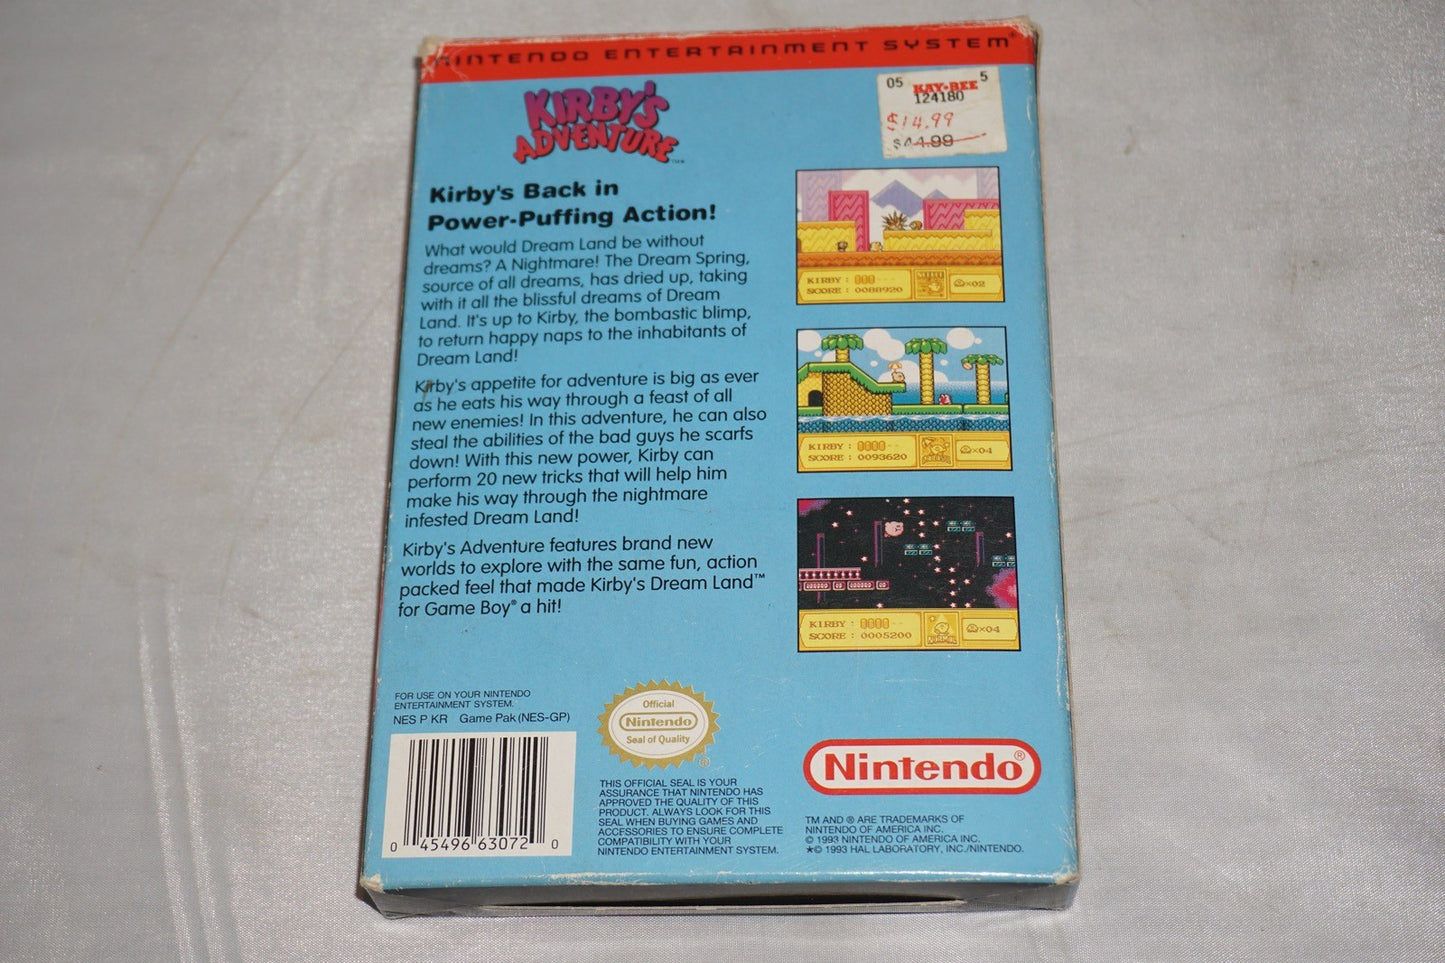 NINTENDO ENTERTAINMENT SYSTEM®
05 KAY·BEE 5
124180
$14.99
$44.99
KIRBY'S
ADVENTURE™
Kirby's Back in
Power-Puffing Action!
What would Dream Land be without
dreams? A Nightmare! The Dream Spring,
source of all dreams, has dried up, taking
with it all the blissful dreams of Dream
Land. It's up to Kirby, the bombastic blimp,
to return happy naps to the inhabitants of
Dream Land!
Kirby's appetite for adventure is big as ever
as he eats his way through a feast of all
new enemies! In this adventure, he can also
steal the abilities of the bad guys he scarfs
down! With this new power, Kirby can
perform 20 new tricks that will help him
make his way through the nightmare
infested Dream Land!
Kirby's Adventure features brand new
worlds to explore with the same fun, action
packed feel that made Kirby's Dream Land™
for Game Boy® a hit!
KIRBY :
SCORE : 0088920
NEEDLE
×02
KIRBY :
SCORE : 0093620
PARASOL
×04
KIRBY :
SCORE : 0005200
NORMAL
×04
FOR USE ON YOUR NINTENDO
ENTERTAINMENT SYSTEM.
NES P KR Game Pak (NES-GP)
0 45496 63072 0
Official
Nintendo
Seal of Quality
®
THIS OFFICIAL SEAL IS YOUR
ASSURANCE THAT NINTENDO HAS
APPROVED THE QUALITY OF THIS
PRODUCT. ALWAYS LOOK FOR THIS
SEAL WHEN BUYING GAMES AND
ACCESSORIES TO ENSURE COMPLETE
COMPATIBILITY WITH YOUR
NINTENDO ENTERTAINMENT SYSTEM.
Nintendo®
TM AND ® ARE TRADEMARKS OF
NINTENDO OF AMERICA INC.
© 1993 NINTENDO OF AMERICA INC.
★© 1993 HAL LABORATORY, INC./NINTENDO.